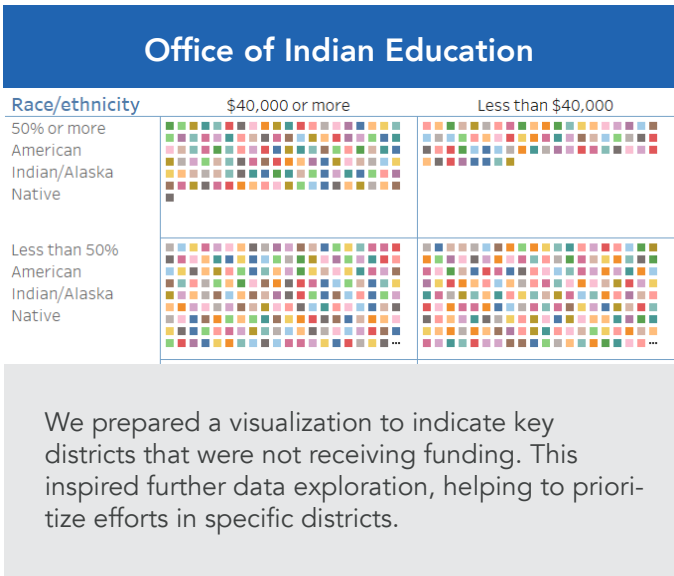 Office of Indian Education
Race/ethnicity $40,000 or more Less than $40,000
50% or more
American
Indian/Alaska
Native
Less than 50%
American
Indian/Alaska
Native
... ...
We prepared a visualization to indicate key
districts that were not receiving funding. This
inspired further data exploration, helping to priori-
tize efforts in specific districts.